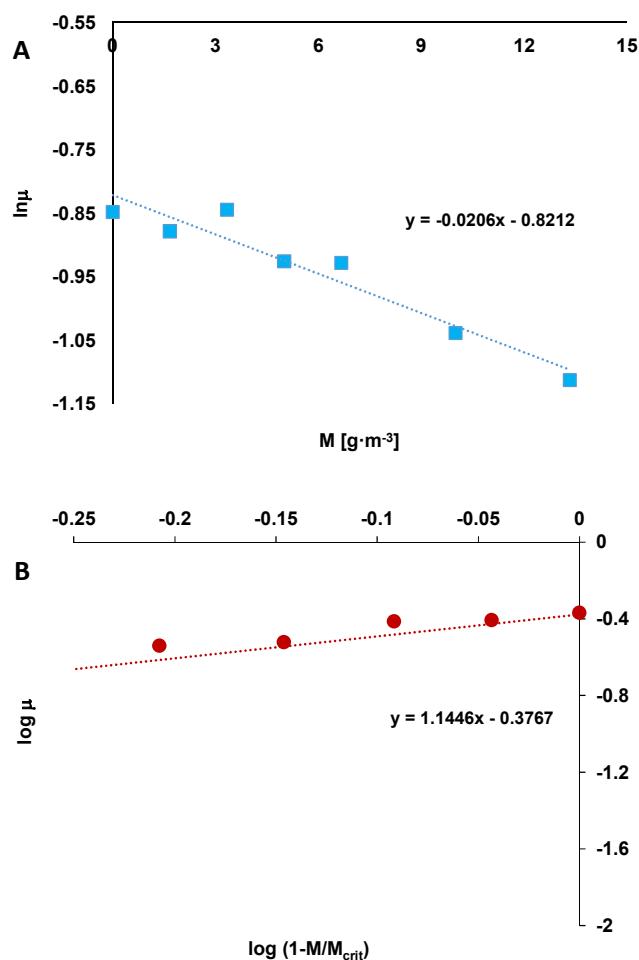 -0.55
A
0 3 6 9 12 15
-0.65
-0.75
lnμ
-0.85
y = -0.0206x - 0.8212
-0.95
-1.05
-1.15
M [g·m-3]
-0.25 -0.2 -0.15 -0.1 -0.05 0
0
B
-0.4
log μ
-0.8
y = 1.1446x - 0.3767
-1.2
-1.6
-2
log (1-M/Mcrit)